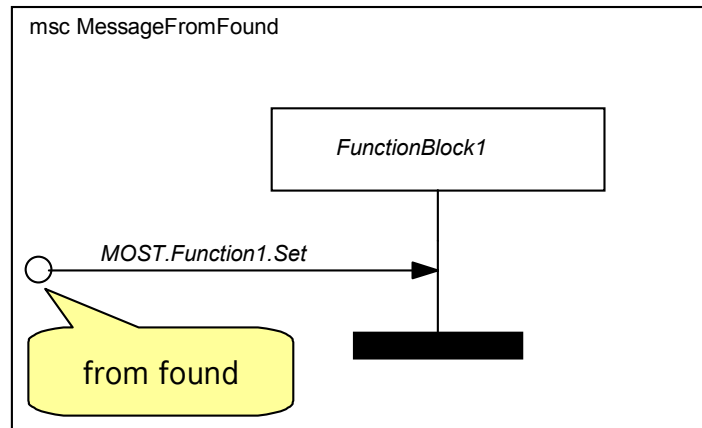 msc MessageFromFound
FunctionBlock1
MOST.Function1.Set
from found